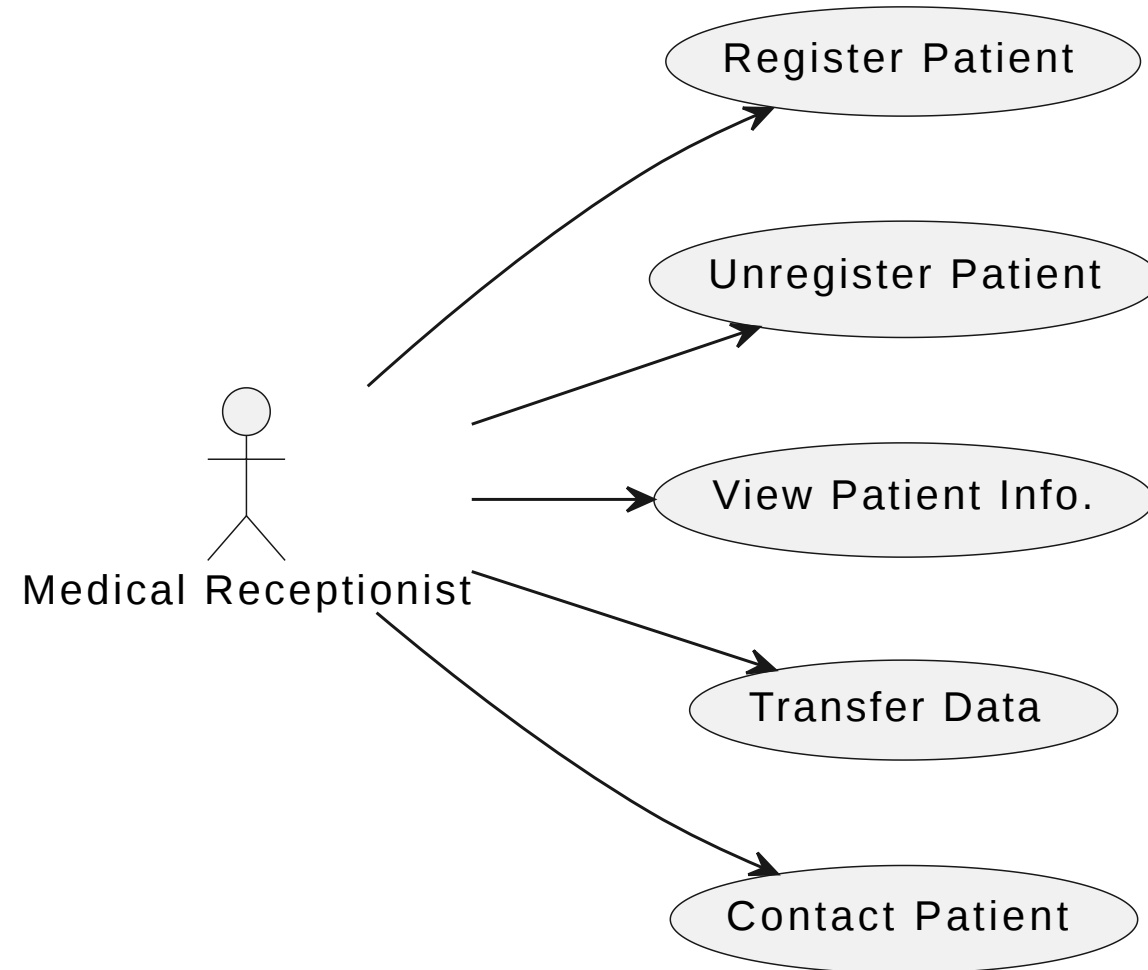 Register Patient
Unregister Patient
View Patient Info.
Medical Receptionist
Transfer Data
Contact Patient